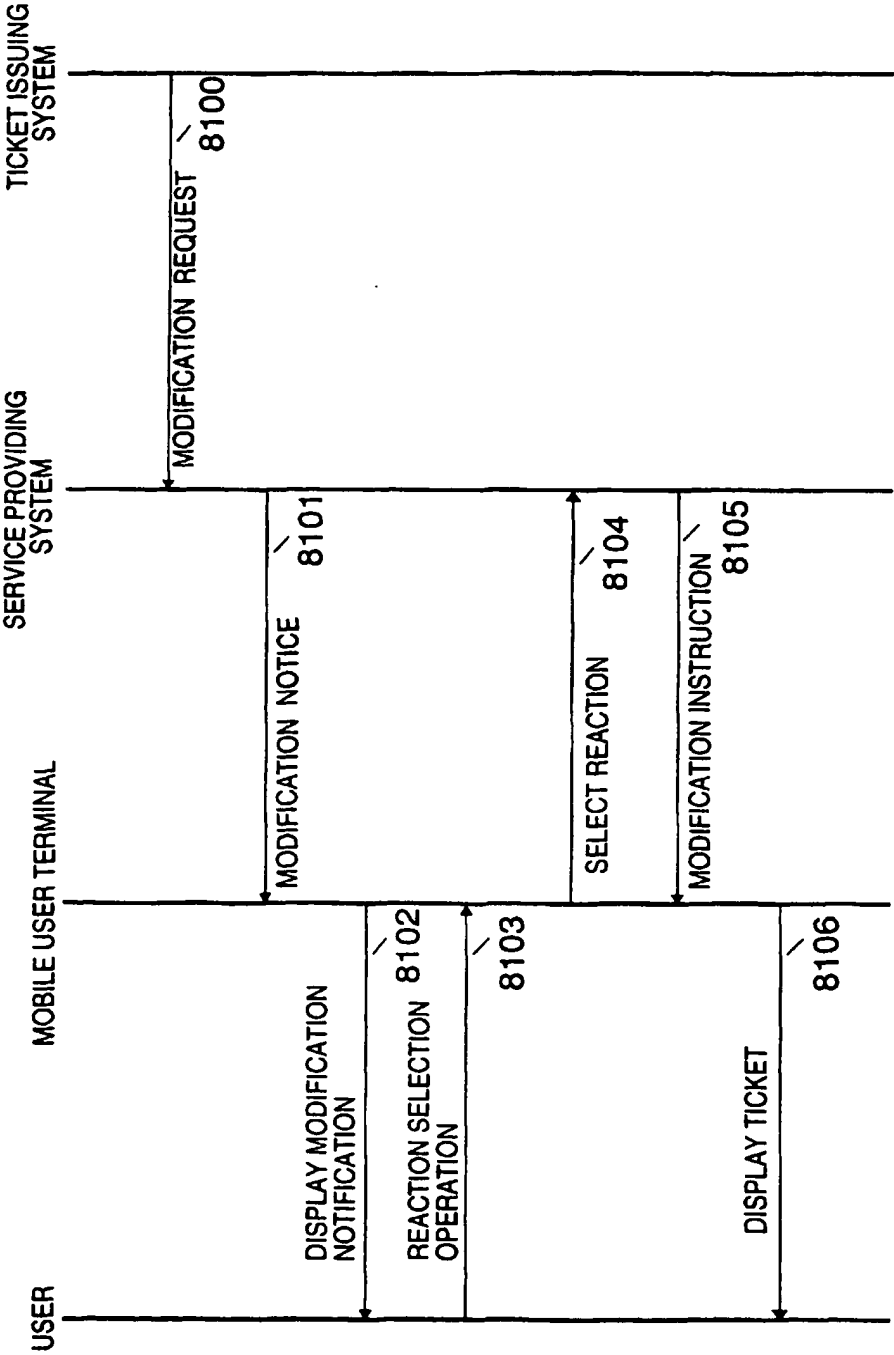 USER
MOBILE USER TERMINAL
SERVICE PROVIDING
SYSTEM
TICKET ISSUING
SYSTEM
MODIFICATION REQUEST
8100
MODIFICATION NOTICE
8101
DISPLAY MODIFICATION
NOTIFICATION
8102
REACTION SELECTION
OPERATION
8103
SELECT REACTION
8104
MODIFICATION INSTRUCTION
8105
DISPLAY TICKET
8106